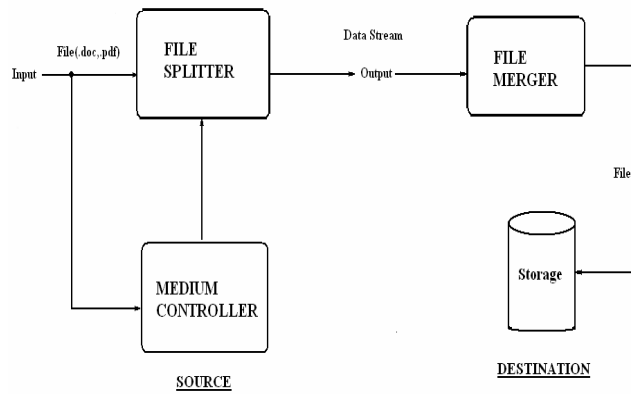 File(.doc,.pdf)
Input
FILE
SPLITTER
Data Stream
Output
FILE
MERGER
File
MEDIUM
CONTROLLER
Storage
SOURCE
DESTINATION